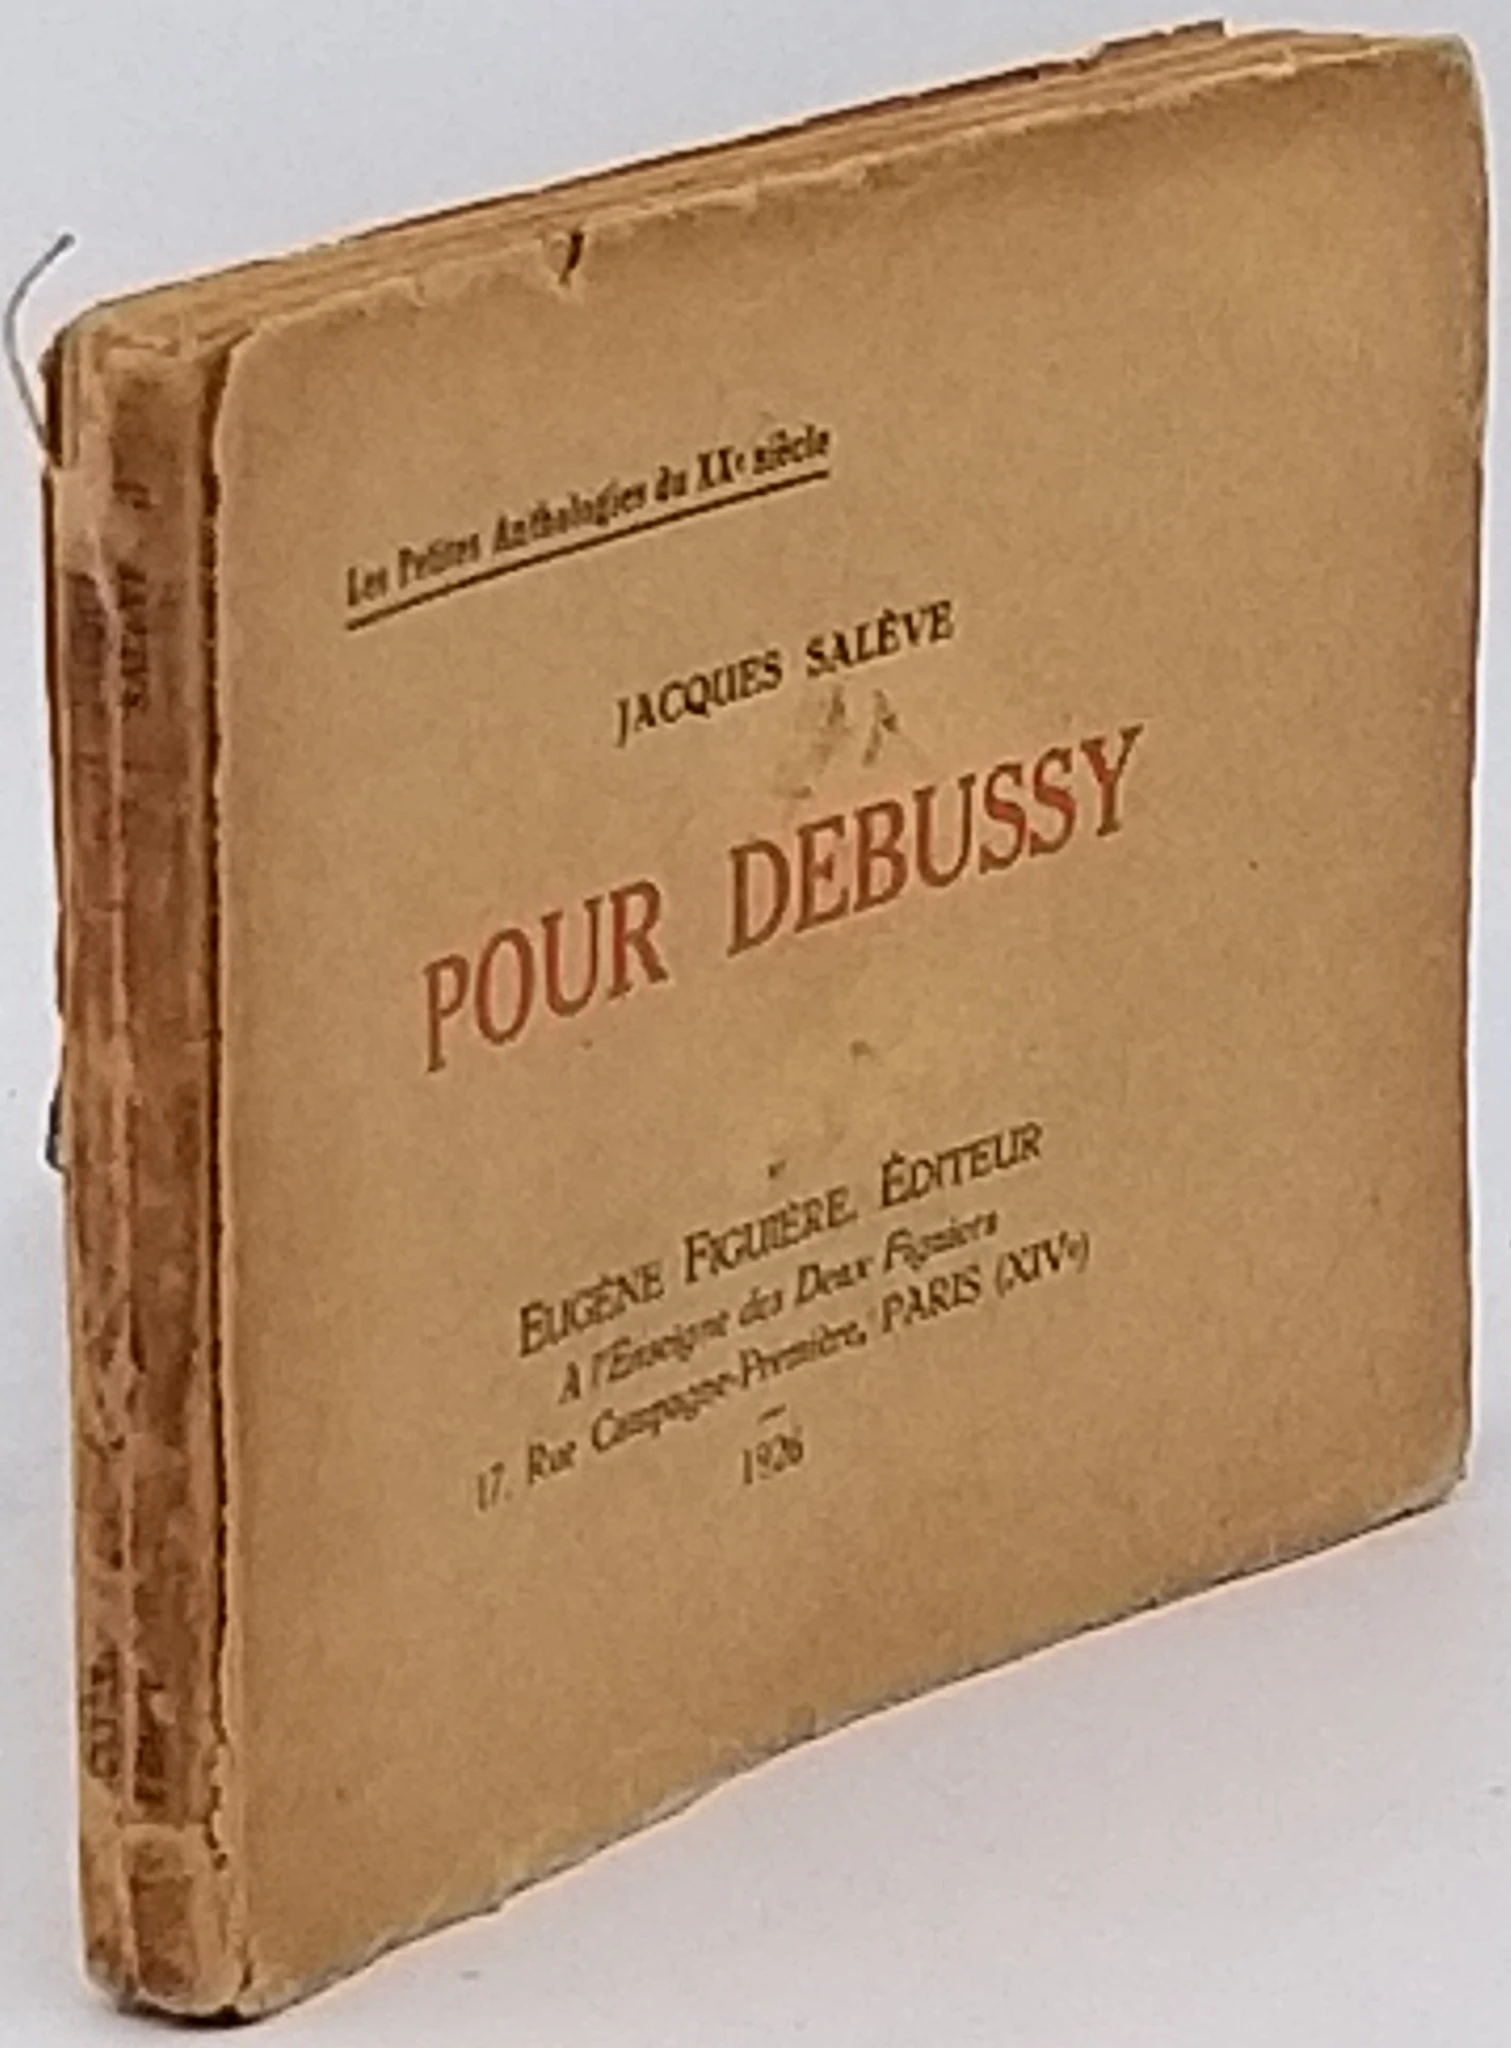 Les Petites Anthologies du XXe siècle
JACQUES SALÈVE
POUR DEBUSSY
EUGÈNE FIGUIÈRE, ÉDITEUR
A l'Enseigne des Deux Figuiers
17, Rue Campagne-Première, PARIS (XIVe)
1926